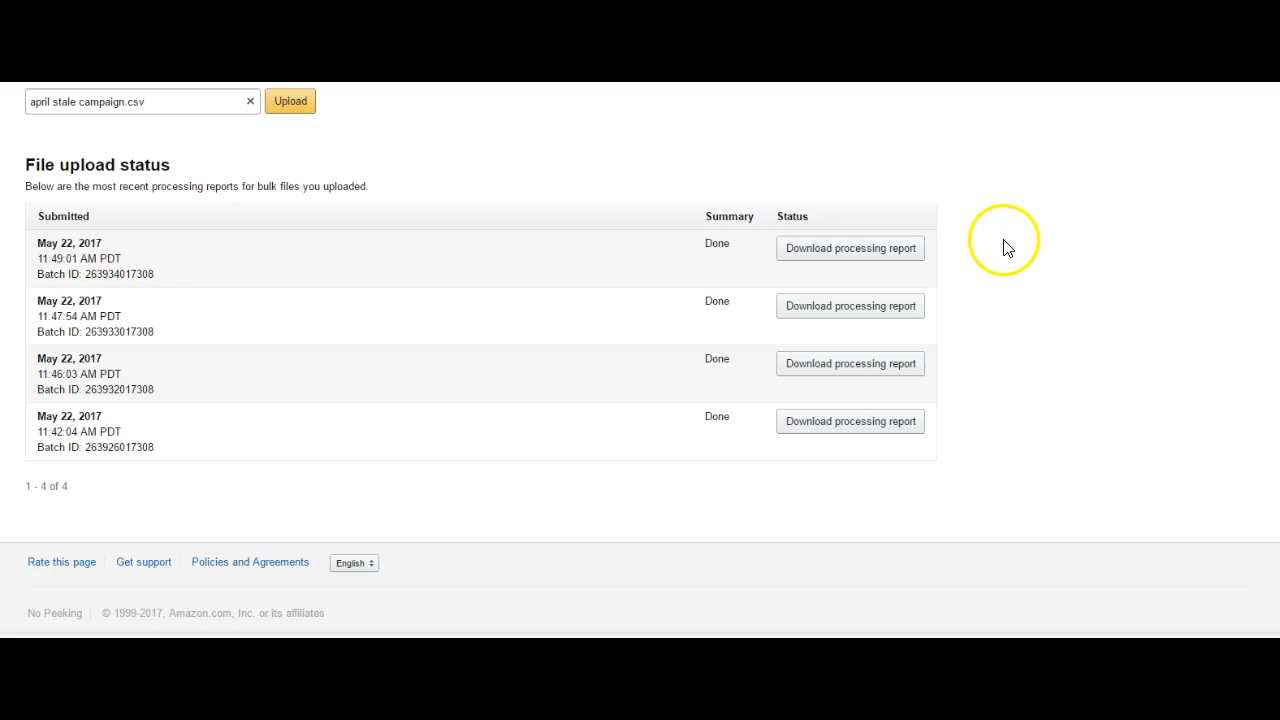 april stale campaign.csv × Upload
File upload status
Below are the most recent processing reports for bulk files you uploaded.
Submitted Summary Status
May 22, 2017 Done Download processing report
11:49:01 AM PDT
Batch ID: 263934017308
May 22, 2017 Done Download processing report
11:47:54 AM PDT
Batch ID: 263933017308
May 22, 2017 Done Download processing report
11:46:03 AM PDT
Batch ID: 263932017308
May 22, 2017 Done Download processing report
11:42:04 AM PDT
Batch ID: 263926017308
1 - 4 of 4
Rate this page Get support Policies and Agreements English
No Peeking © 1999-2017, Amazon.com, Inc. or its affiliates